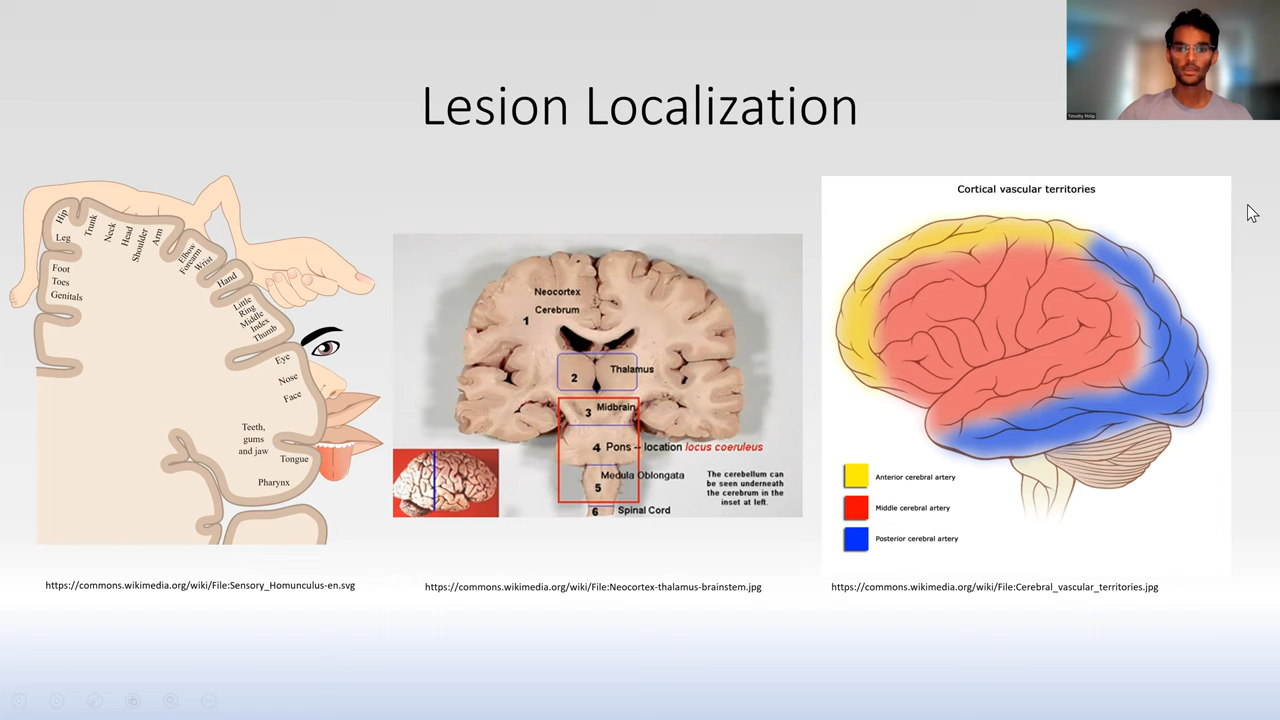 Timothy Philip
Lesion Localization
Hip
Leg
Trunk
Neck
Head
Shoulder
Arm
Elbow
Forearm
Wrist
Hand
Little
Ring
Middle
Index
Thumb
Eye
Nose
Face
Foot
Toes
Genitals
Teeth,
gums
and jaw
Tongue
Pharynx
https://commons.wikimedia.org/wiki/File:Sensory_Homunculus-en.svg
Neocortex
1 Cerebrum
2 Thalamus
3 Midbrain
4 Pons – location locus coeruleus
Medula Oblongata
5
6 Spinal Cord
The cerebellum can
be seen underneath
the cerebrum in the
inset at left.
https://commons.wikimedia.org/wiki/File:Neocortex-thalamus-brainstem.jpg
Cortical vascular territories
Anterior cerebral artery
Middle cerebral artery
Posterior cerebral artery
https://commons.wikimedia.org/wiki/File:Cerebral_vascular_territories.jpg